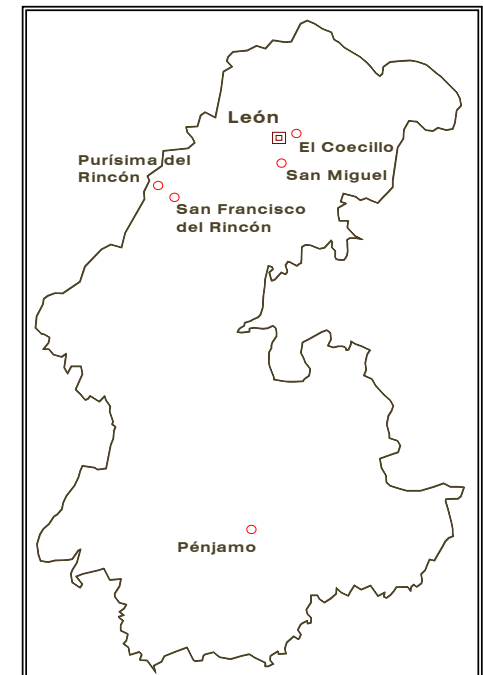 León
El Coecillo
Purísima del
Rincón
San Miguel
San Francisco
del Rincón
Pénjamo